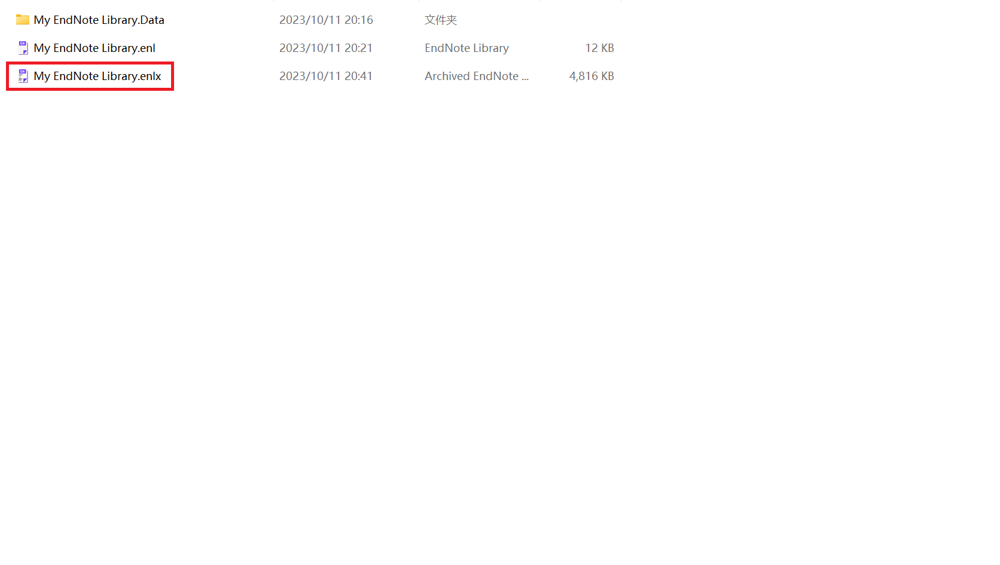 My EndNote Library.Data 2023/10/11 20:16 文件夹
My EndNote Library.enl 2023/10/11 20:21 EndNote Library 12 KB
My EndNote Library.enlx 2023/10/11 20:41 Archived EndNote ... 4,816 KB